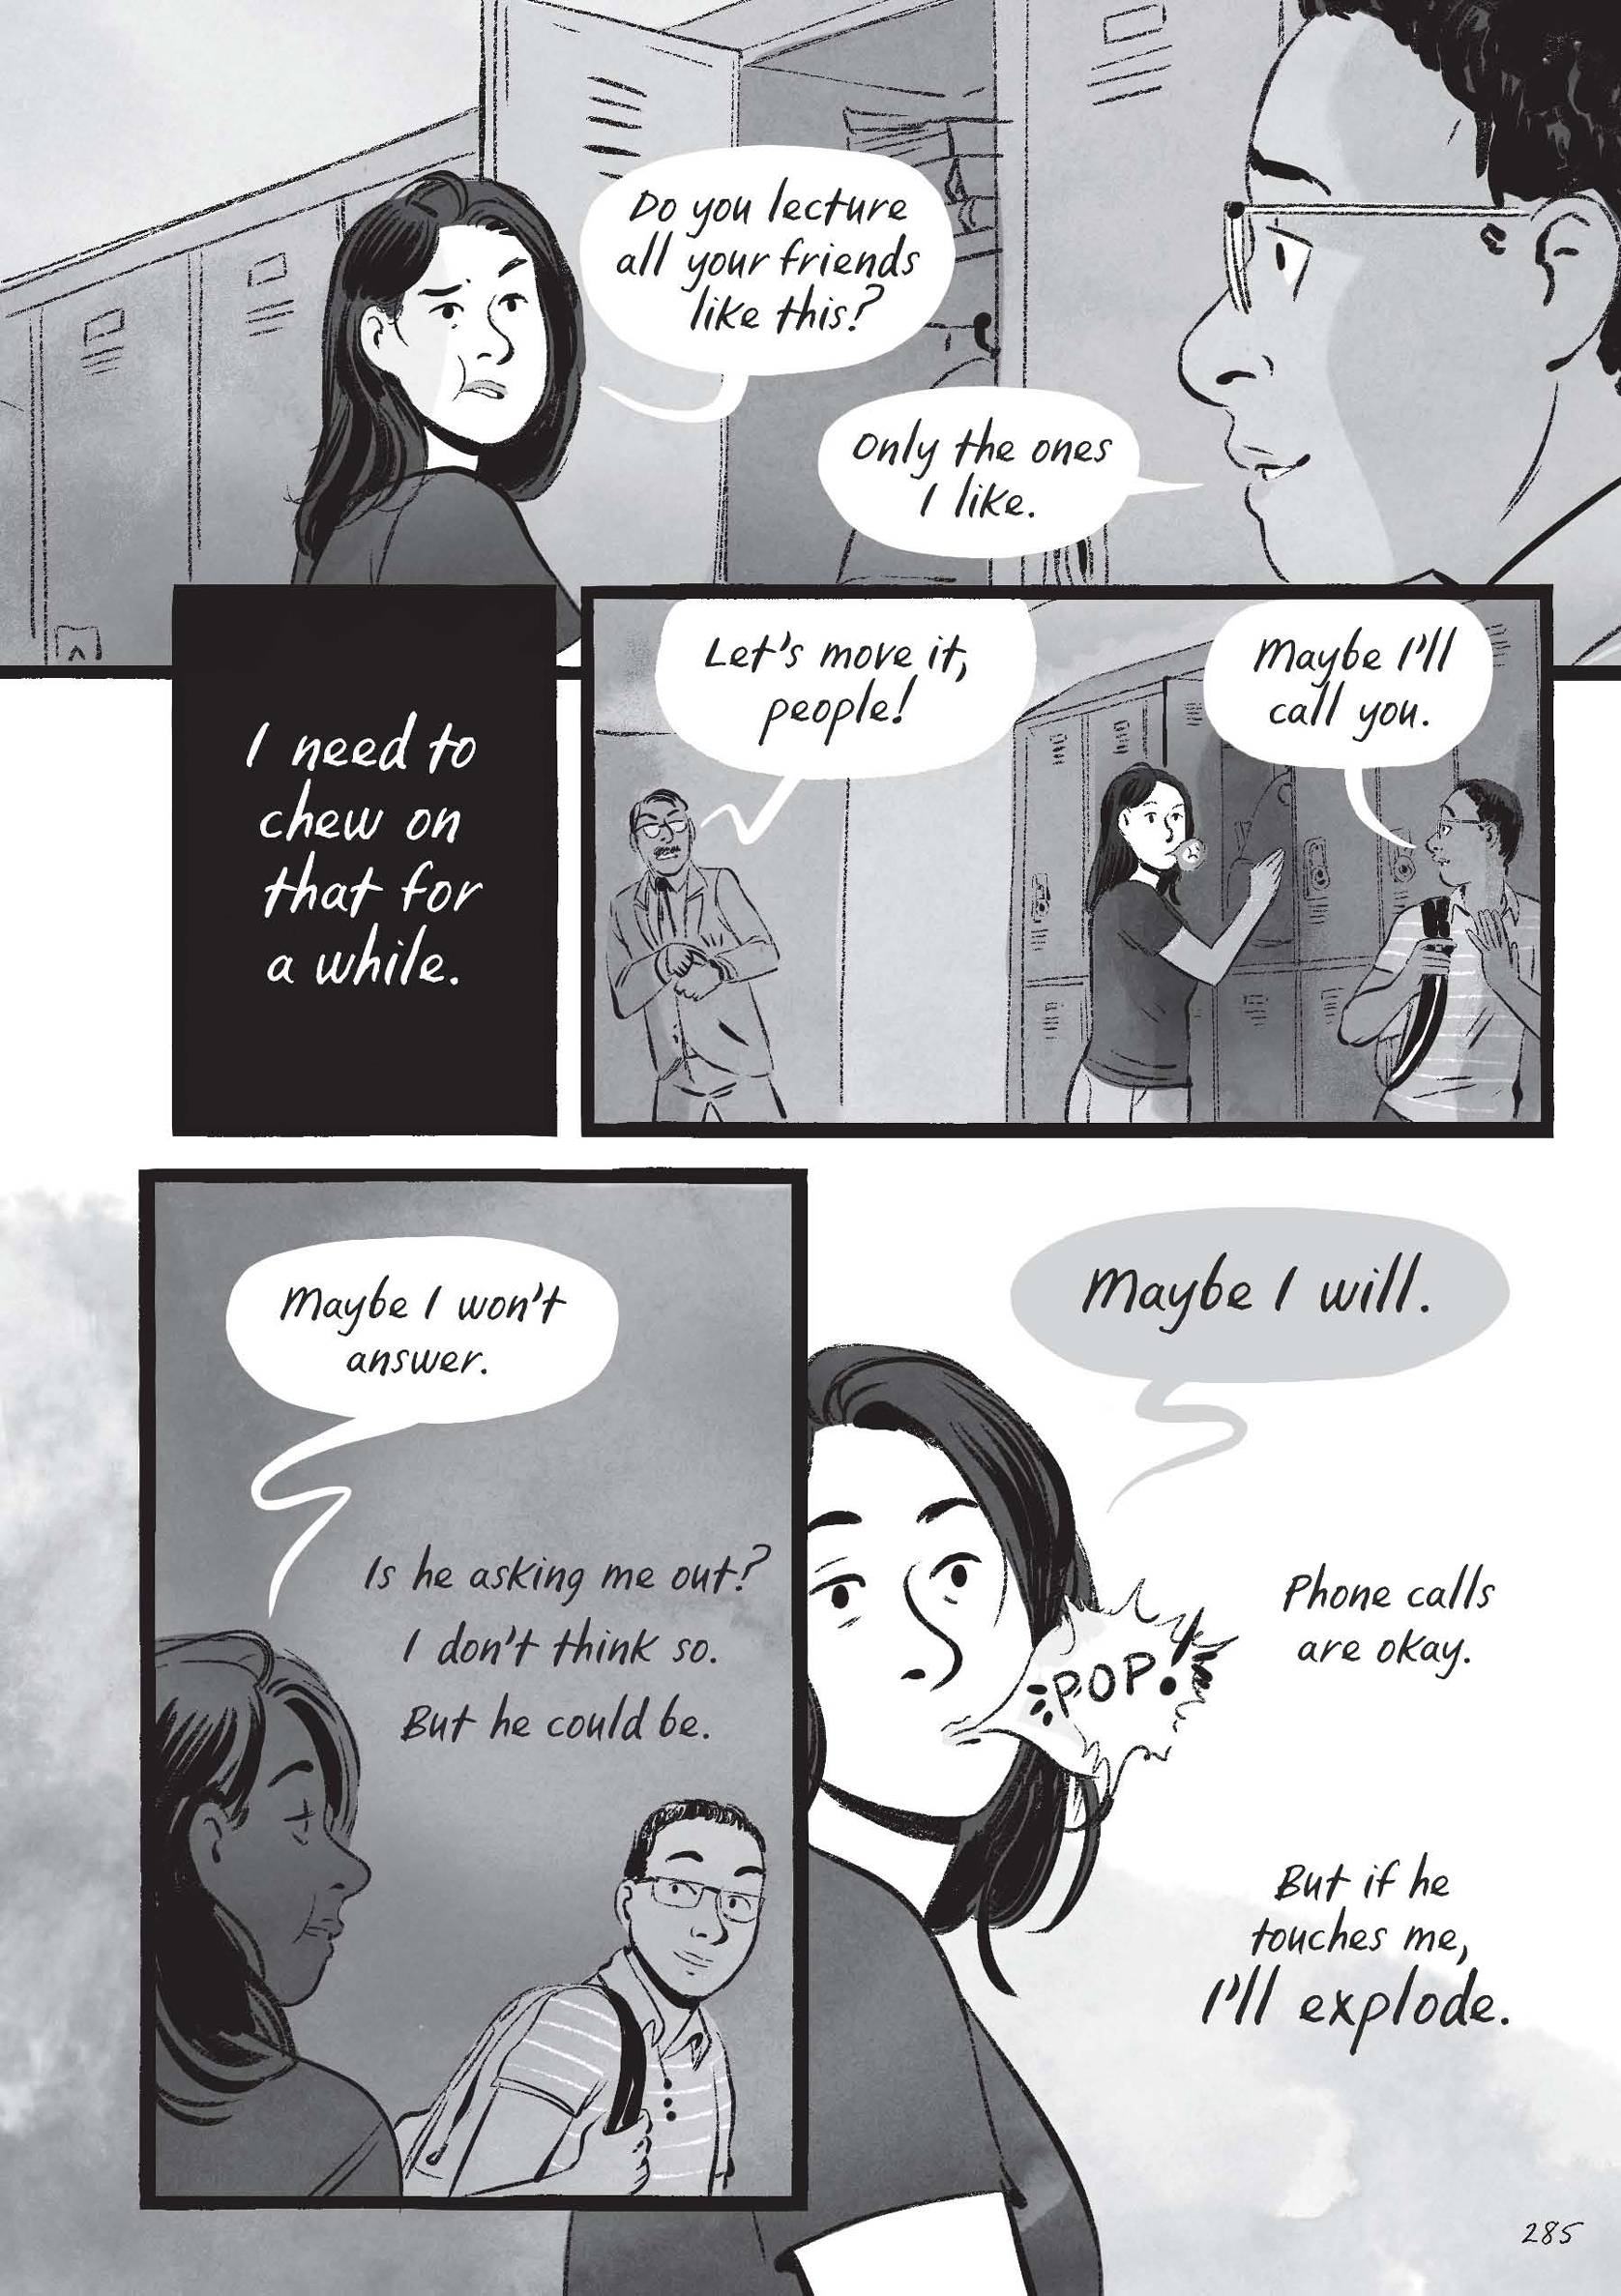 Do you lecture
all your friends
like this?
Only the ones
I like.
I need to
chew on
that for
a while.
Let's move it,
people!
Maybe I'll
call you.
Maybe I won't
answer.
Is he asking me out?
I don't think so.
But he could be.
Maybe I will.
POP!
Phone calls
are okay.
But if he
touches me,
I'll explode.
285